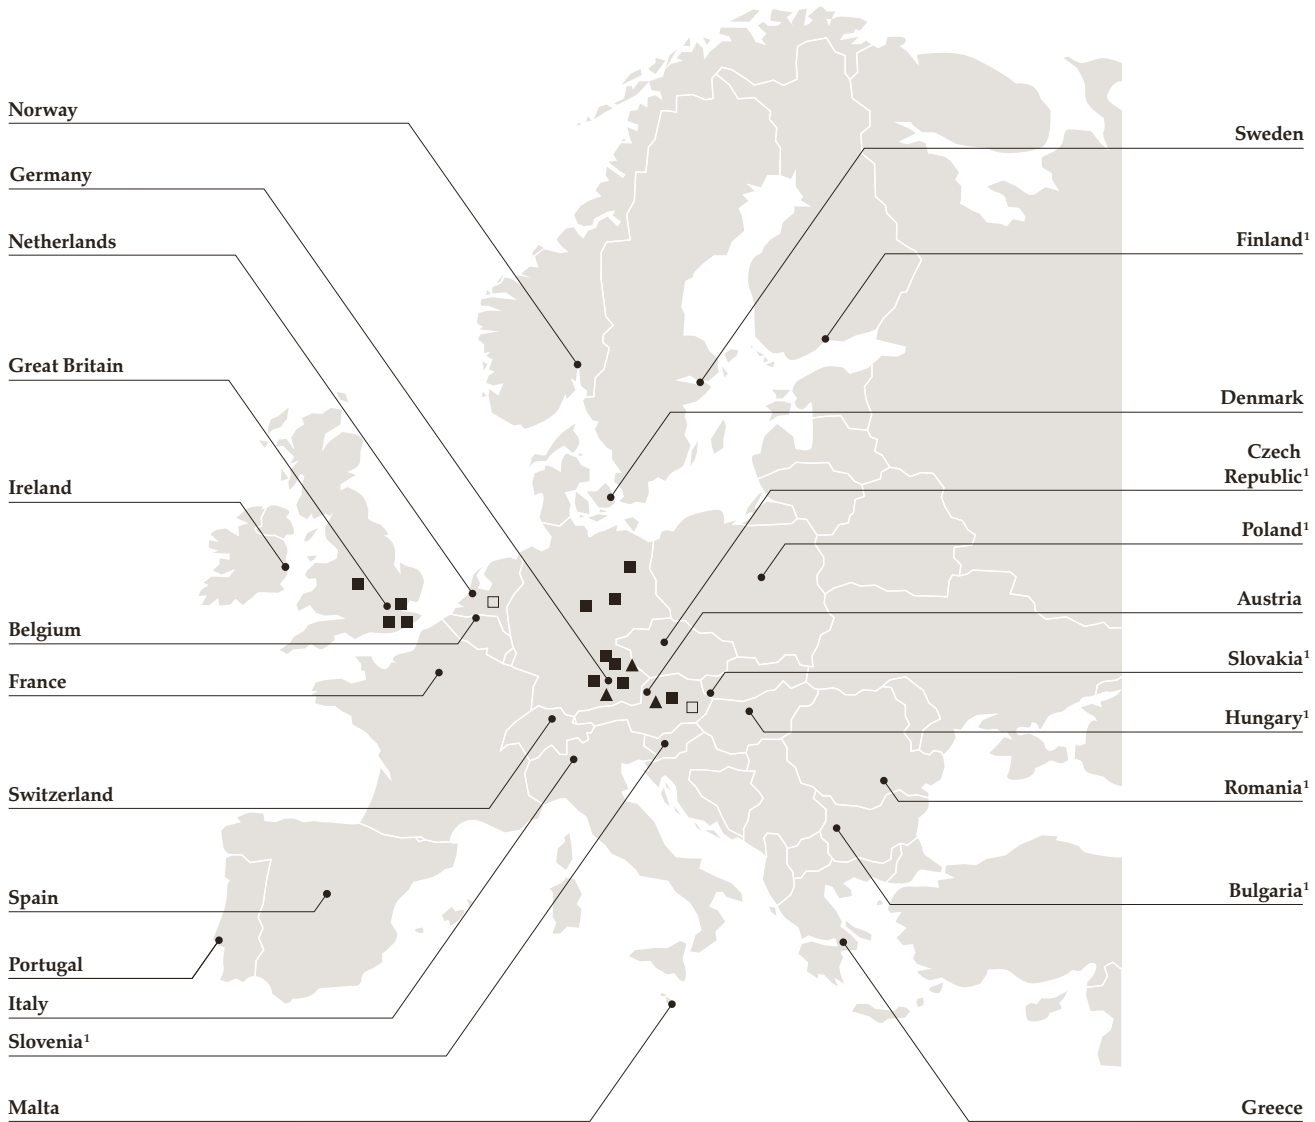 Norway
Germany
Netherlands
Great Britain
Ireland
Belgium
France
Switzerland
Spain
Portugal
Italy
Slovenia¹
Malta
Sweden
Finland¹
Denmark
Czech
Republic¹
Poland¹
Austria
Slovakia¹
Hungary¹
Romania¹
Bulgaria¹
Greece